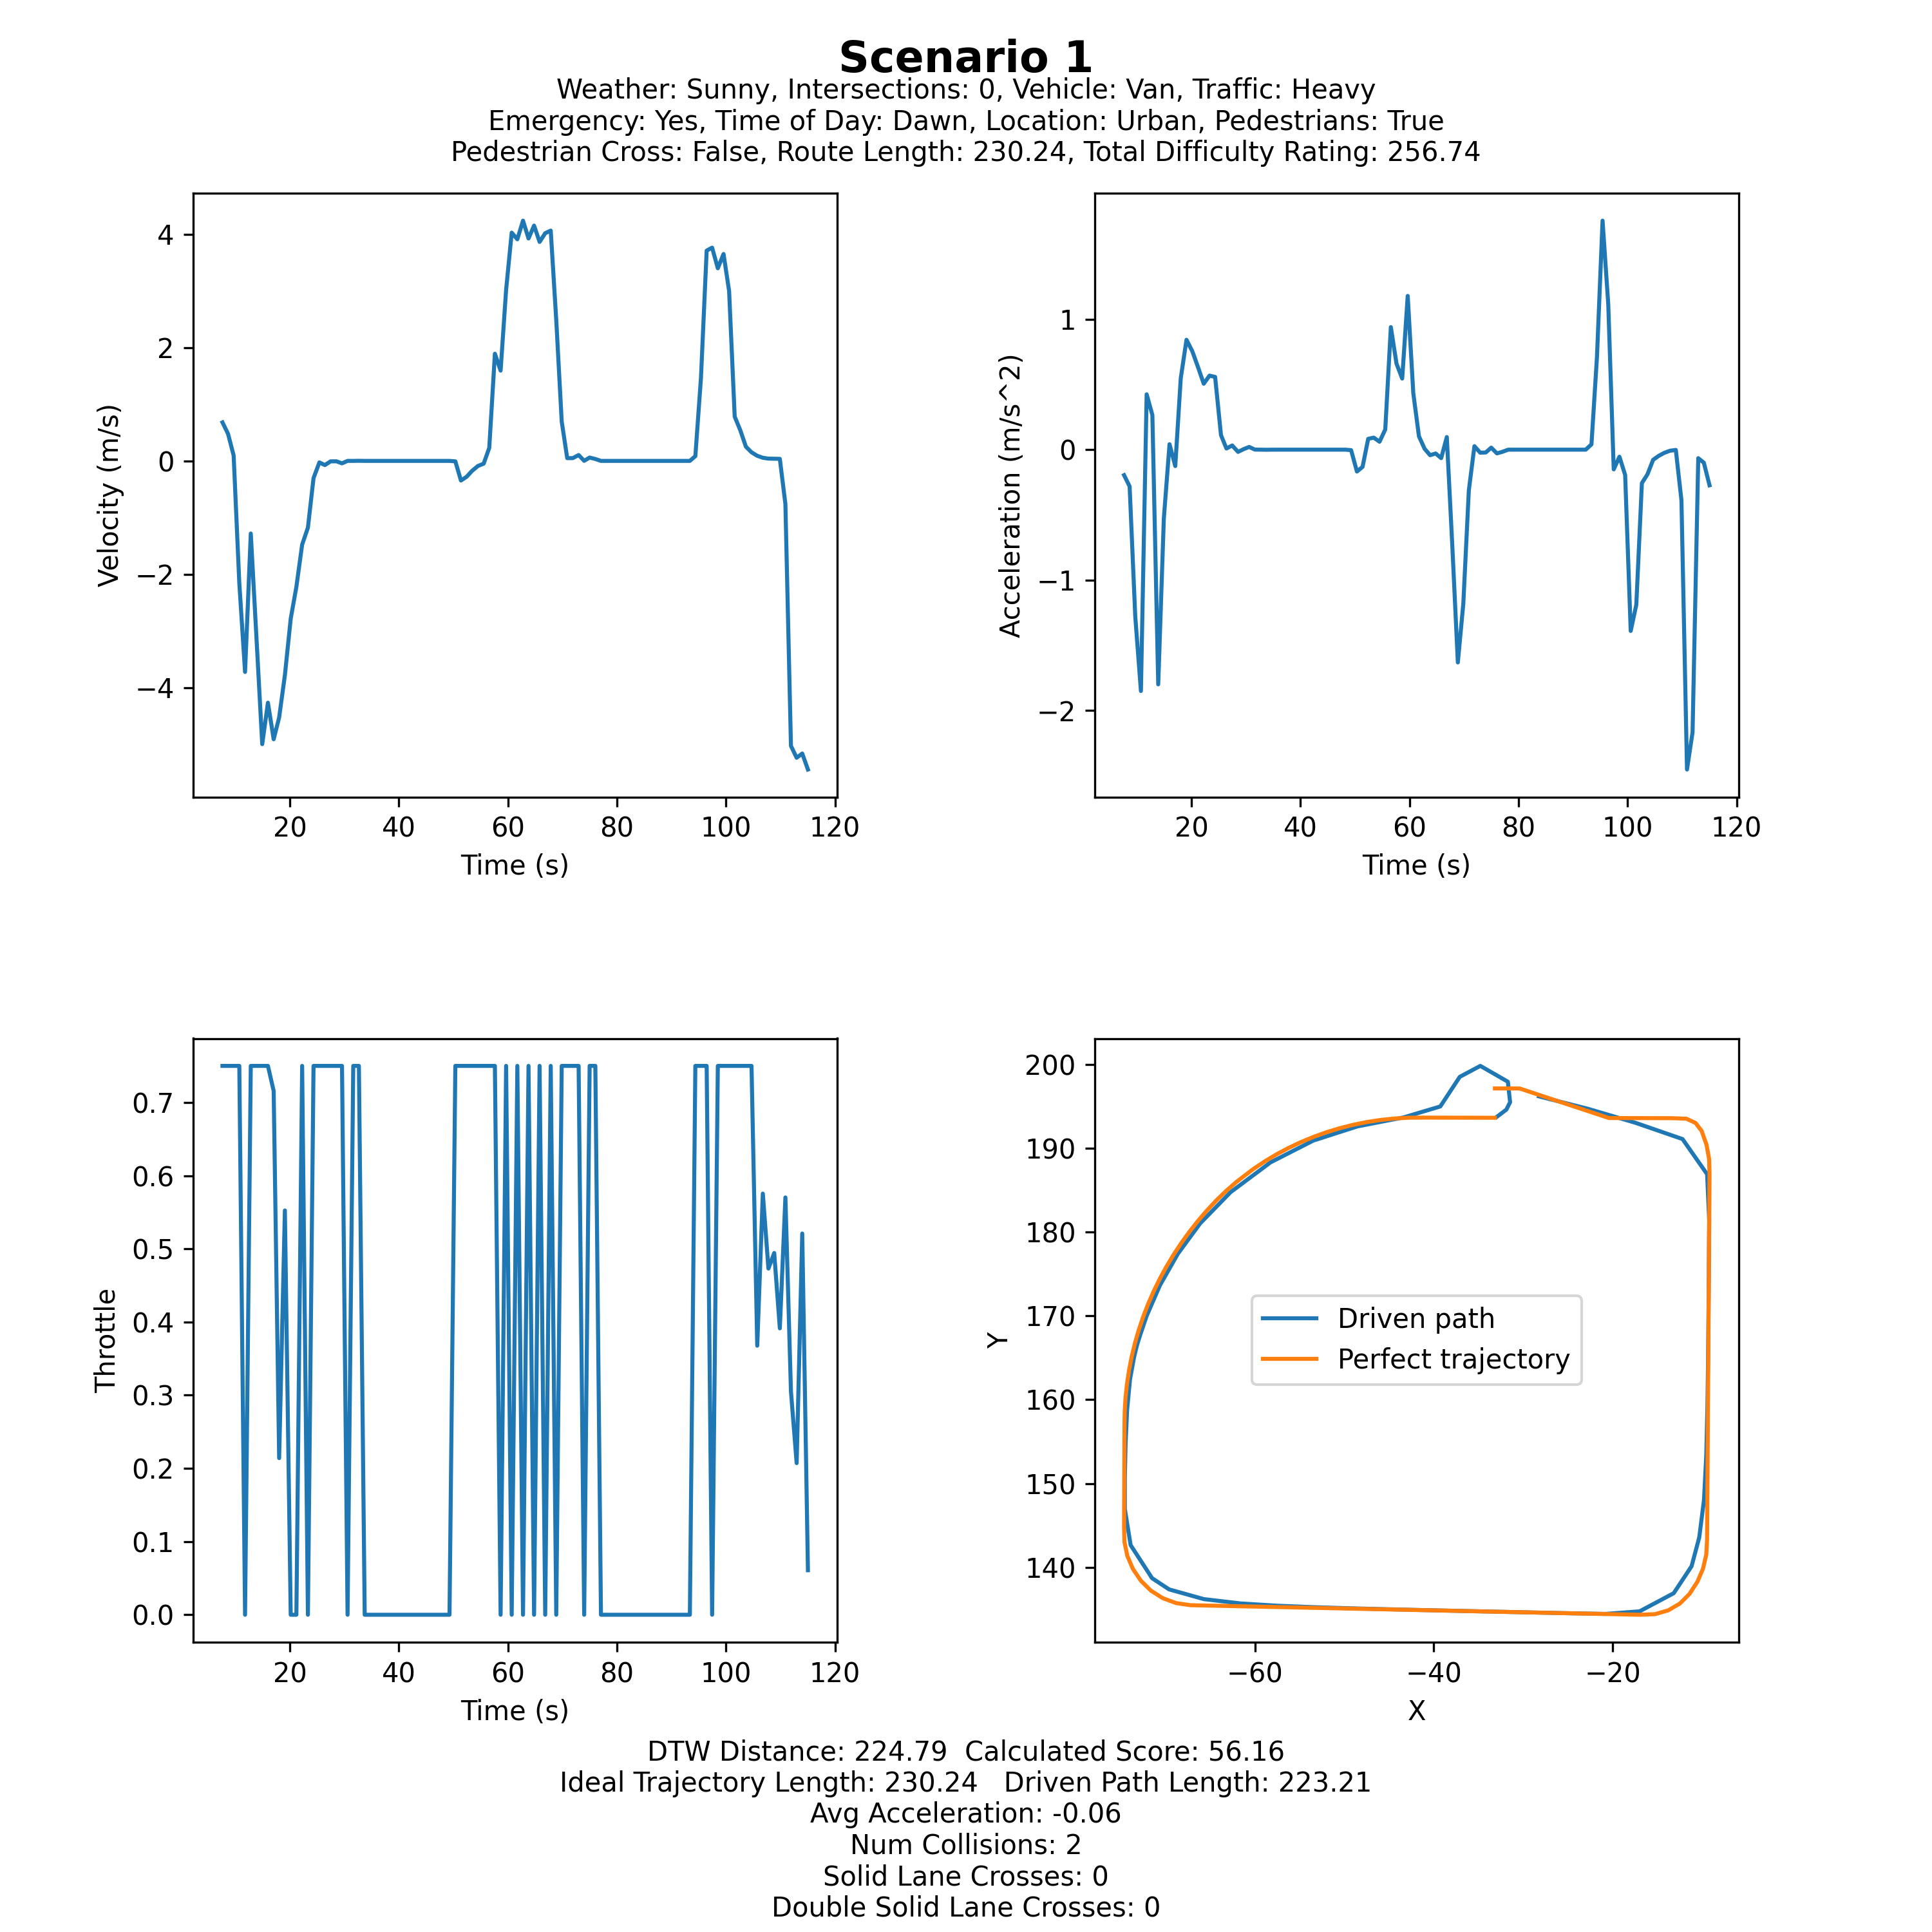 Scenario 1
Weather: Sunny, Intersections: 0, Vehicle: Van, Traffic: Heavy
Emergency: Yes, Time of Day: Dawn, Location: Urban, Pedestrians: True
Pedestrian Cross: False, Route Length: 230.24, Total Difficulty Rating: 256.74
Velocity (m/s)
4
2
0
−2
−4
20 40 60 80 100 120
Time (s)
Acceleration (m/s^2)
1
0
−1
−2
20 40 60 80 100 120
Time (s)
Throttle
0.7
0.6
0.5
0.4
0.3
0.2
0.1
0.0
20 40 60 80 100 120
Time (s)
Y
200
190
180
170
160
150
140
Driven path
Perfect trajectory
−60 −40 −20
X
DTW Distance: 224.79  Calculated Score: 56.16
Ideal Trajectory Length: 230.24   Driven Path Length: 223.21
Avg Acceleration: -0.06
Num Collisions: 2
Solid Lane Crosses: 0
Double Solid Lane Crosses: 0